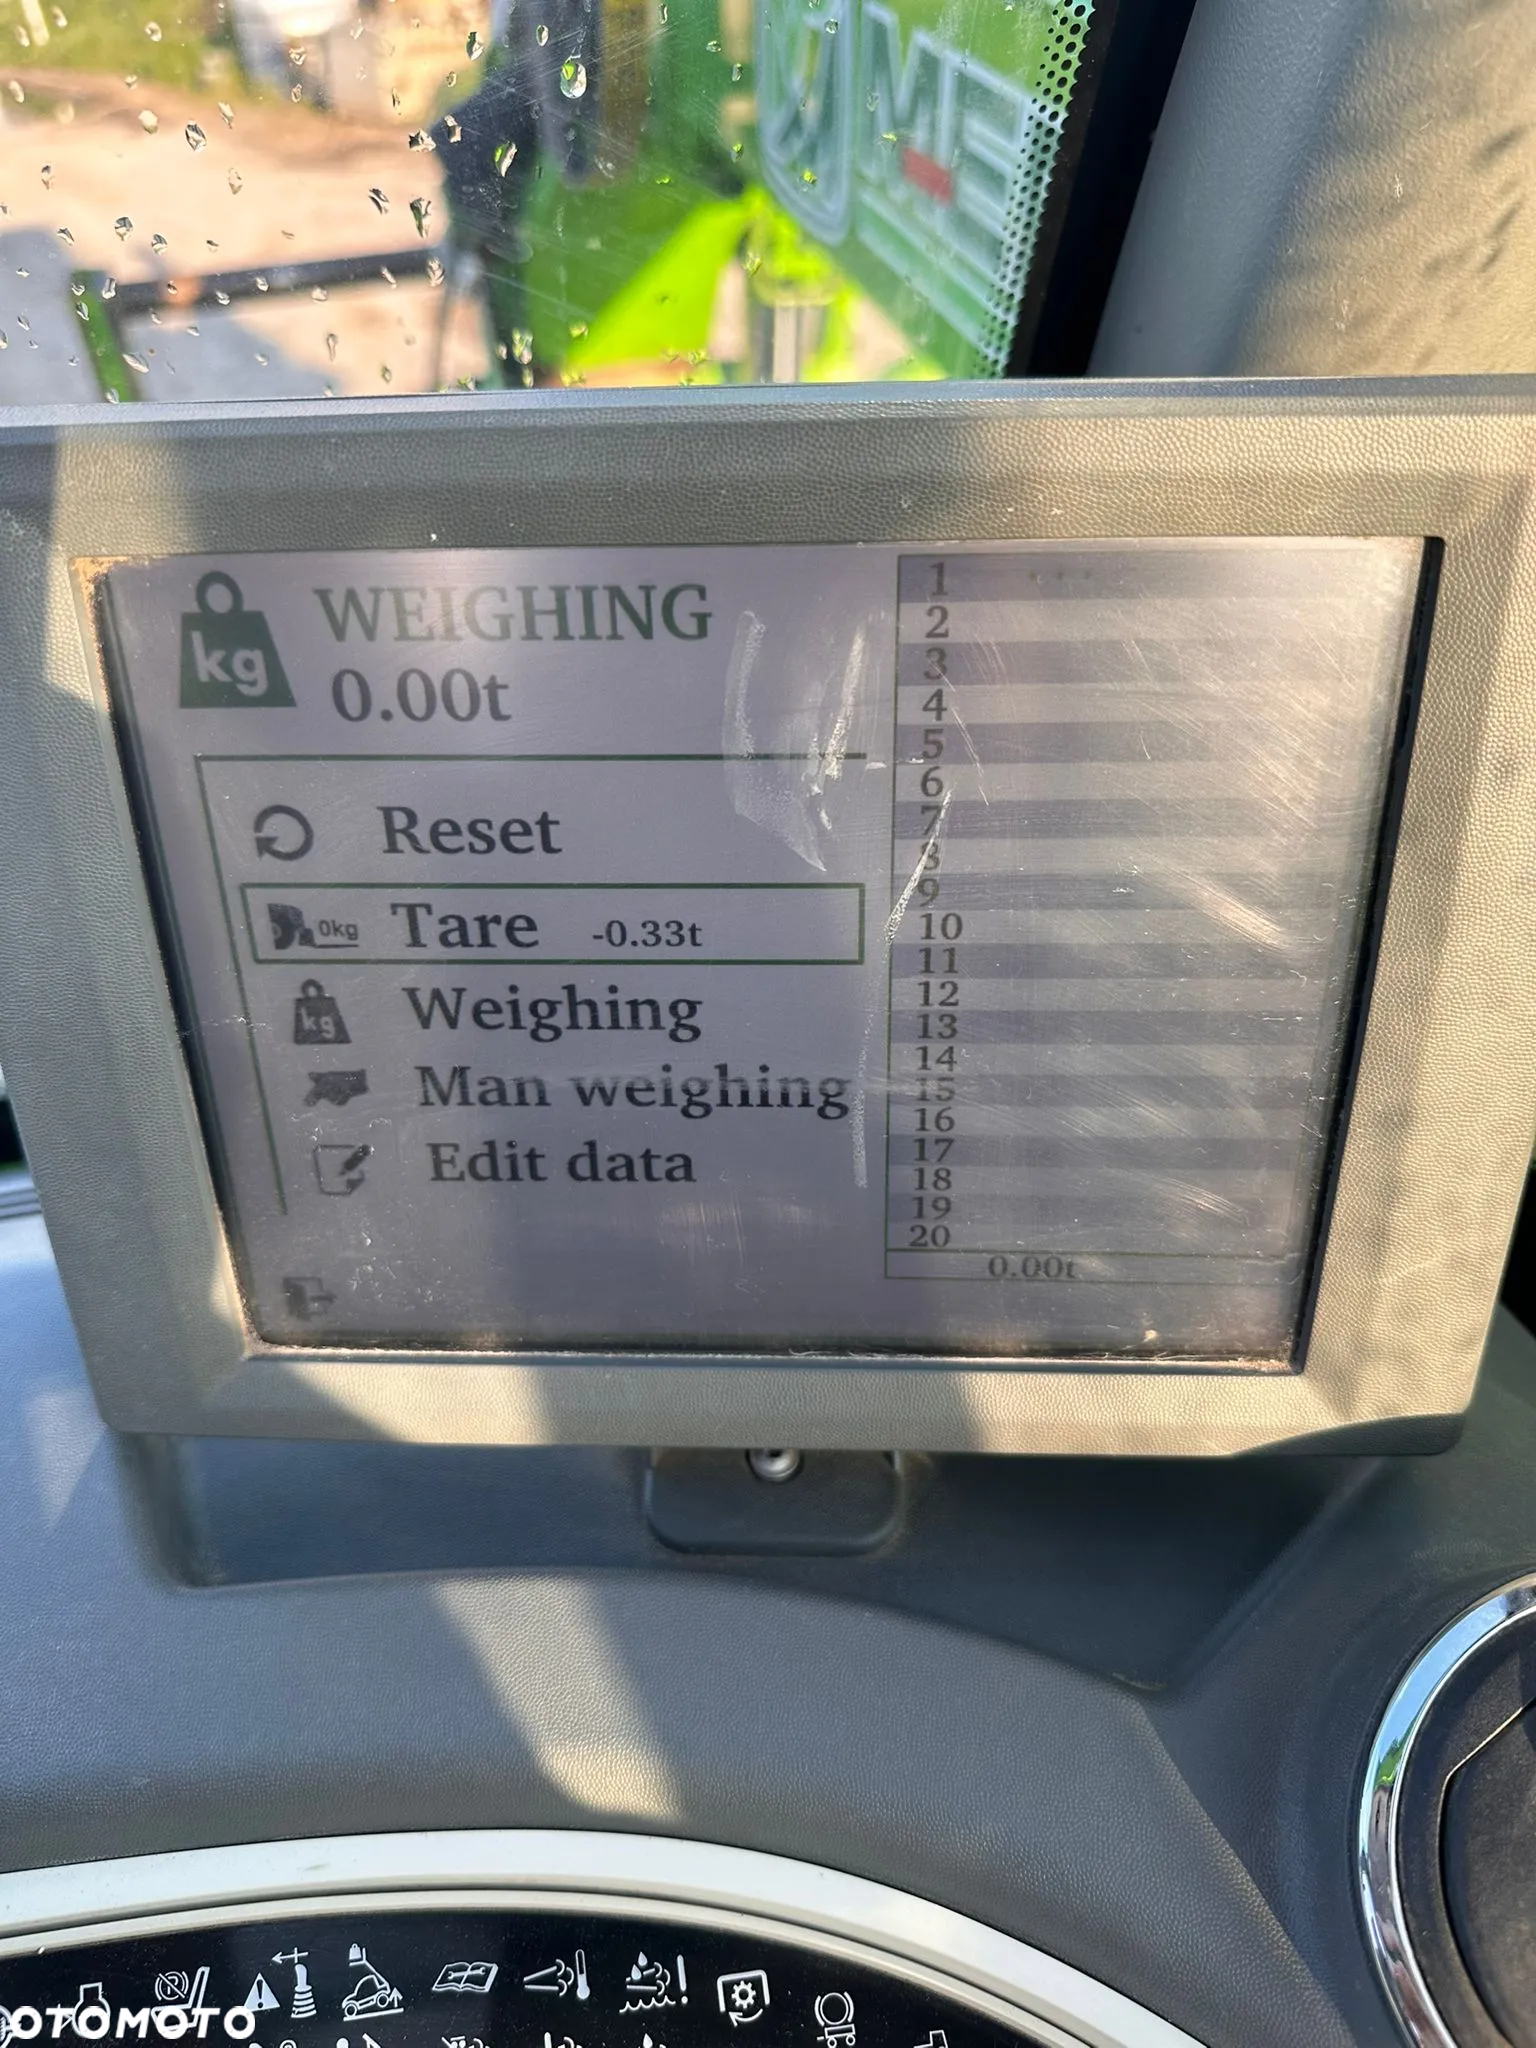 kg
WEIGHING
0.00t
Reset
0kg
Tare -0.33t
kg
Weighing
Man weighing
Edit data
1
2
3
4
5
6
7
8
9
10
11
12
13
14
15
16
17
18
19
20
0.00t
OTOMOTO